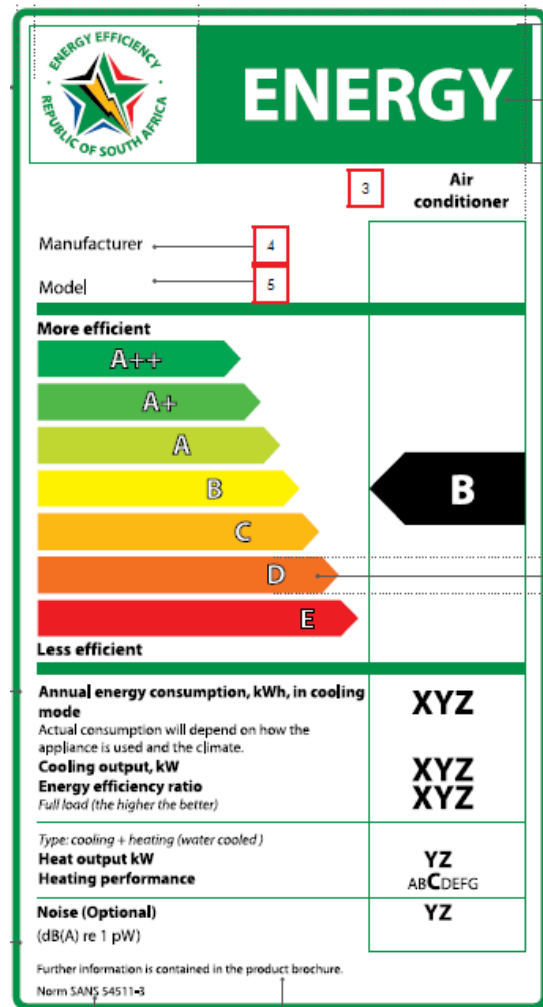 ENERGY EFFICIENCY
REPUBLIC OF SOUTH AFRICA
ENERGY
3
Air
conditioner
Manufacturer
4
Model
5
More efficient
A++
A+
A
B
B
C
D
E
Less efficient
Annual energy consumption, kWh, in cooling
mode
XYZ
Actual consumption will depend on how the
appliance is used and the climate.
Cooling output, kW
XYZ
Energy efficiency ratio
XYZ
Full load (the higher the better)
Type: cooling + heating (water cooled )
Heat output kW
YZ
Heating performance
ABCDEFG
Noise (Optional)
YZ
(dB(A) re 1 pW)
Further information is contained in the product brochure.
Norm SANS 54511-3